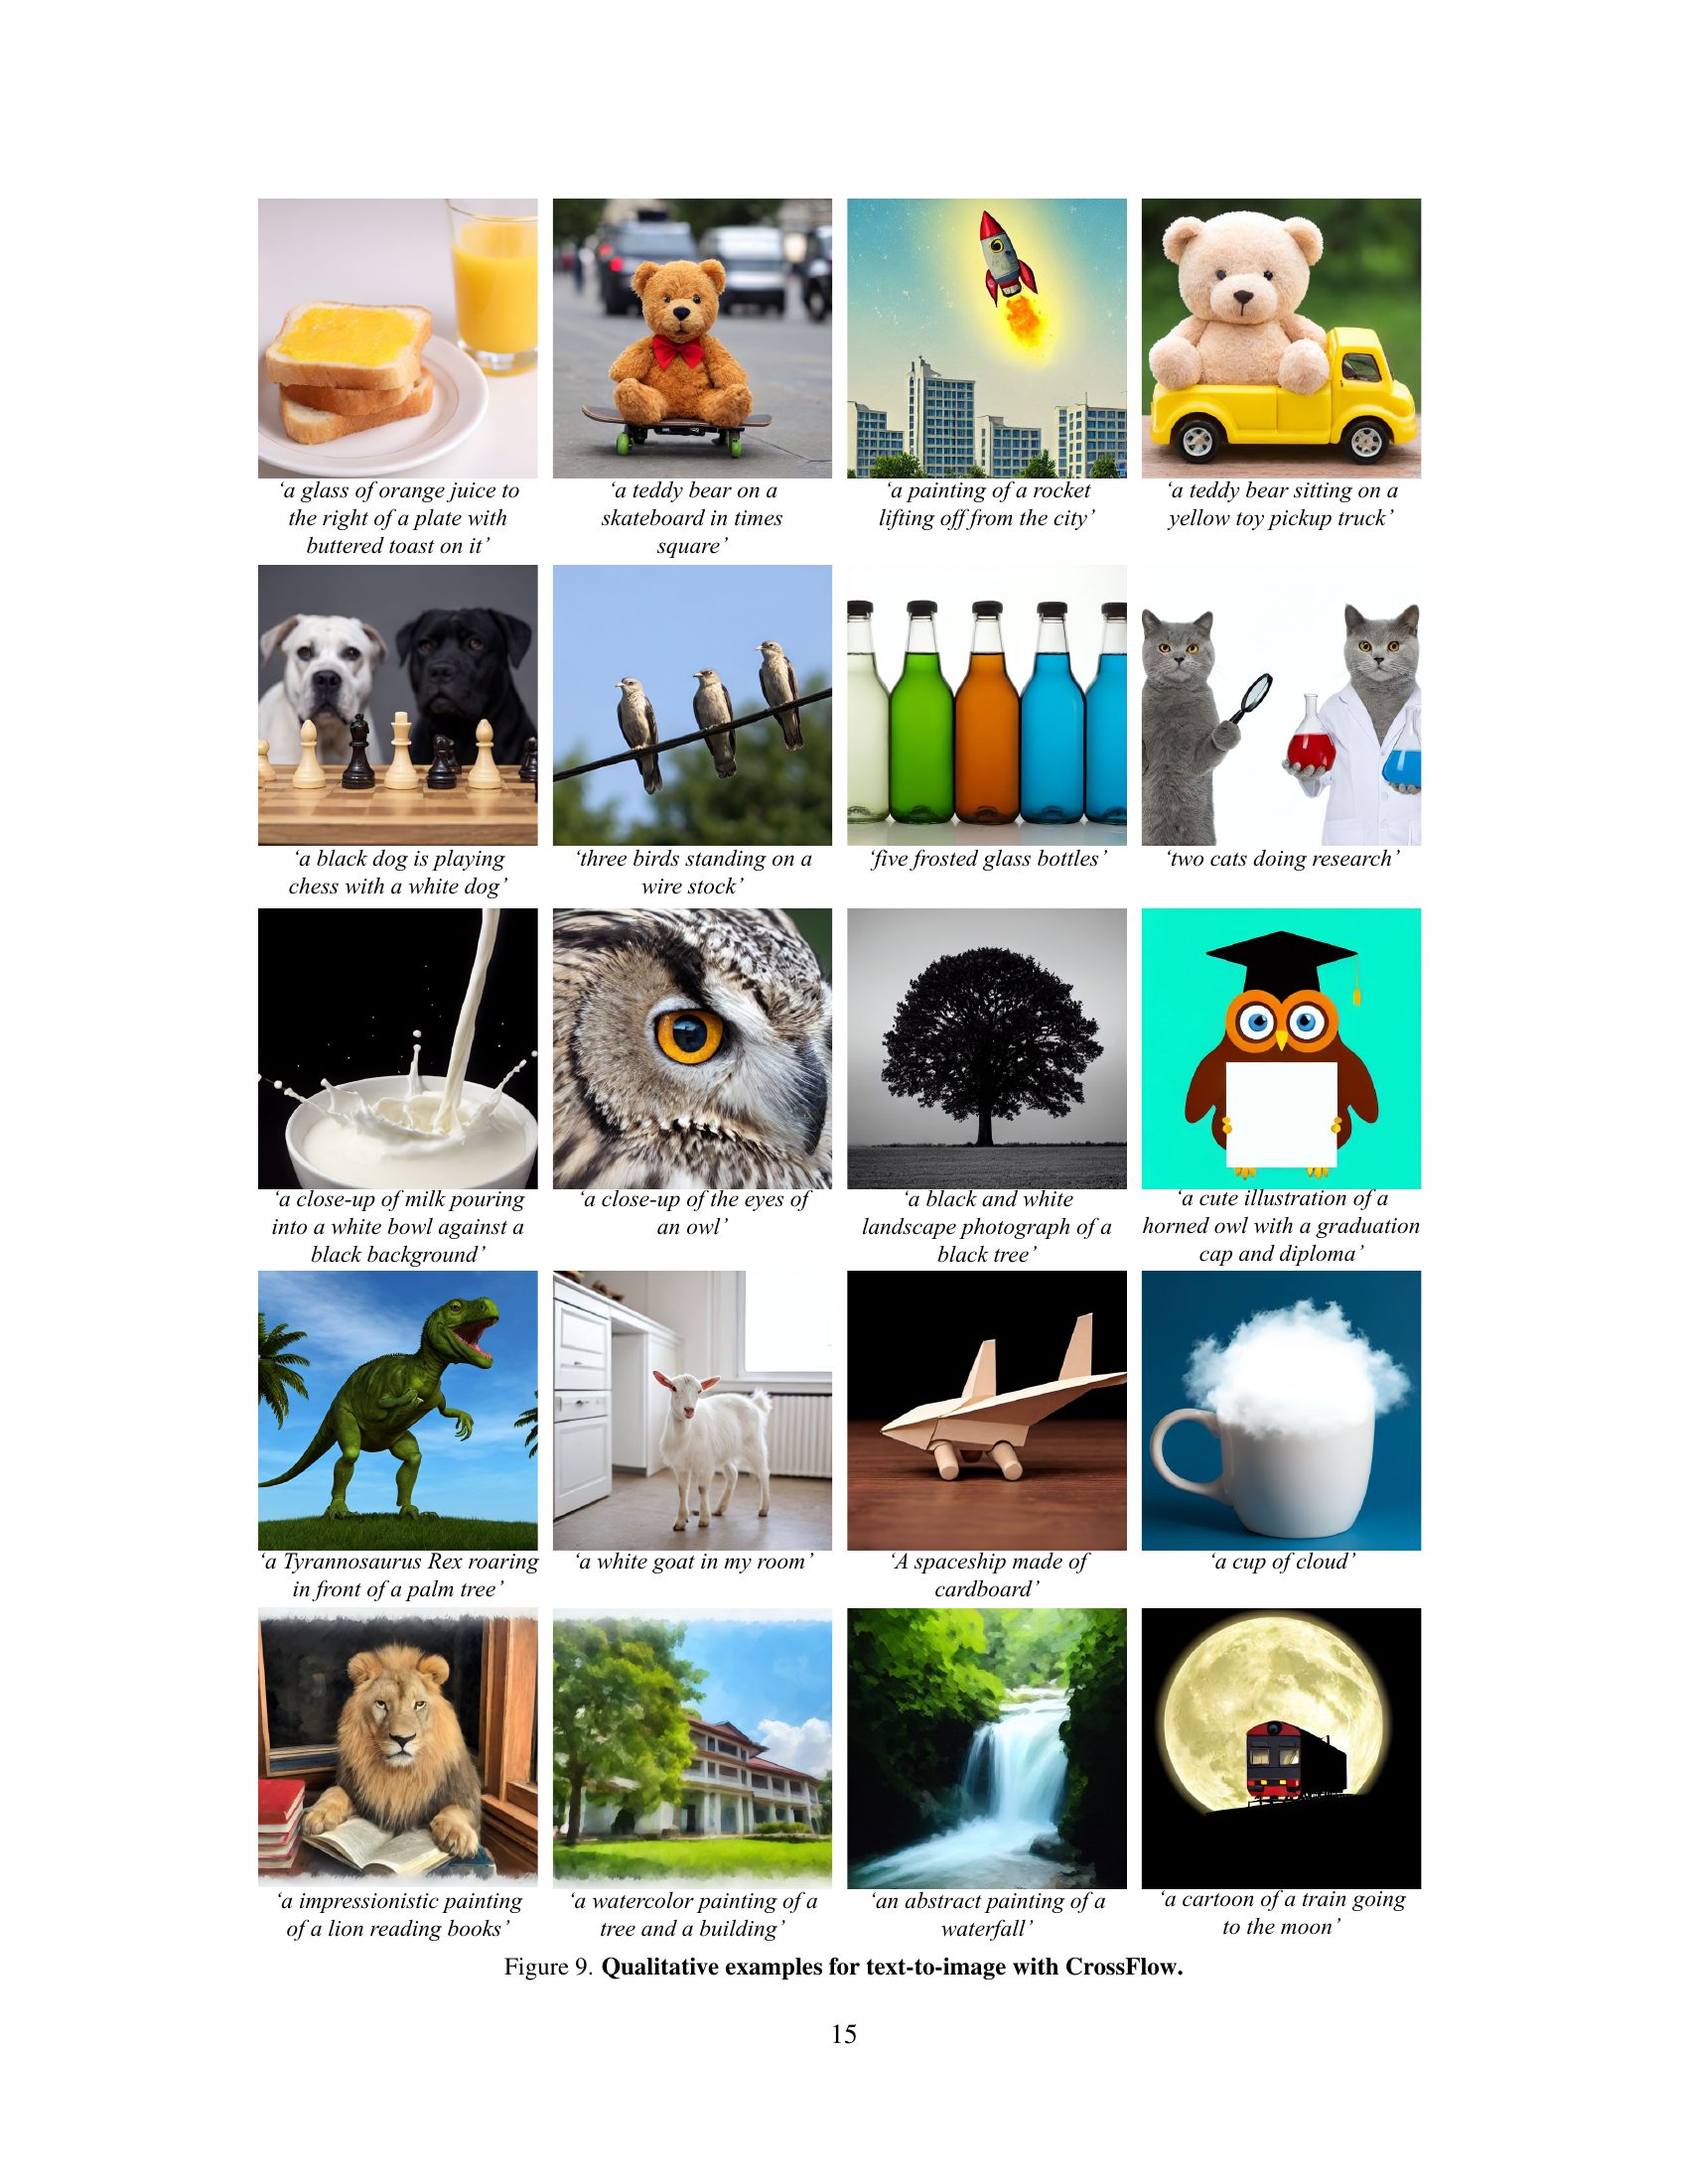 ‘a glass of orange juice to
the right of a plate with
buttered toast on it’
‘a teddy bear on a
skateboard in times
square’
‘a painting of a rocket
lifting off from the city’
‘a teddy bear sitting on a
yellow toy pickup truck’
‘a black dog is playing
chess with a white dog’
‘three birds standing on a
wire stock’
‘five frosted glass bottles’
‘two cats doing research’
‘a close-up of milk pouring
into a white bowl against a
black background’
‘a close-up of the eyes of
an owl’
‘a black and white
landscape photograph of a
black tree’
‘a cute illustration of a
horned owl with a graduation
cap and diploma’
‘a Tyrannosaurus Rex roaring
in front of a palm tree’
‘a white goat in my room’
‘A spaceship made of
cardboard’
‘a cup of cloud’
‘a impressionistic painting
of a lion reading books’
‘a watercolor painting of a
tree and a building’
‘an abstract painting of a
waterfall’
‘a cartoon of a train going
to the moon’
Figure 9. Qualitative examples for text-to-image with CrossFlow.
15